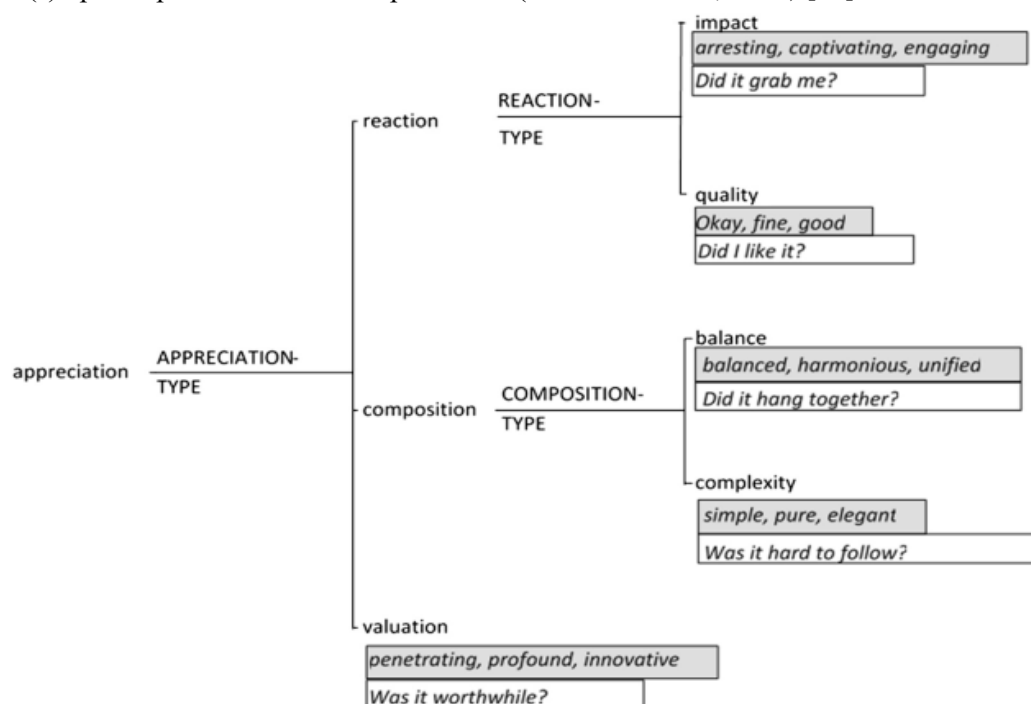 impact
arresting, captivating, engaging
Did it grab me?
REACTION-
TYPE
reaction
quality
Okay, fine, good
Did I like it?
balance
balanced, harmonious, unified
Did it hang together?
appreciation
APPRECIATION-
TYPE
composition
COMPOSITION-
TYPE
complexity
simple, pure, elegant
Was it hard to follow?
valuation
penetrating, profound, innovative
Was it worthwhile?